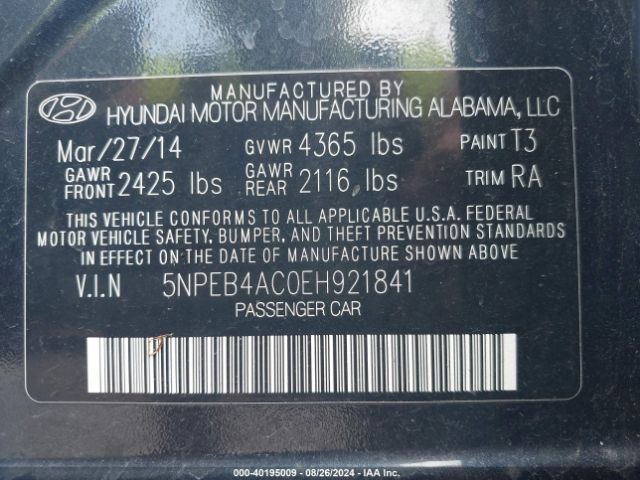 MANUFACTURED BY
HYUNDAI MOTOR MANUFACTURING ALABAMA, LLC
Mar/27/14 GVWR 4365 lbs PAINT T3
GAWR FRONT 2425 lbs GAWR REAR 2116 lbs TRIM RA
THIS VEHICLE CONFORMS TO ALL APPLICABLE U.S.A. FEDERAL
MOTOR VEHICLE SAFETY, BUMPER, AND THEFT PREVENTION STANDARDS
IN EFFECT ON THE DATE OF MANUFACTURE SHOWN ABOVE.
V.I.N 5NPEB4AC0EH921841
PASSENGER CAR
000-40195009 - 08/26/2024 - IAA Inc.